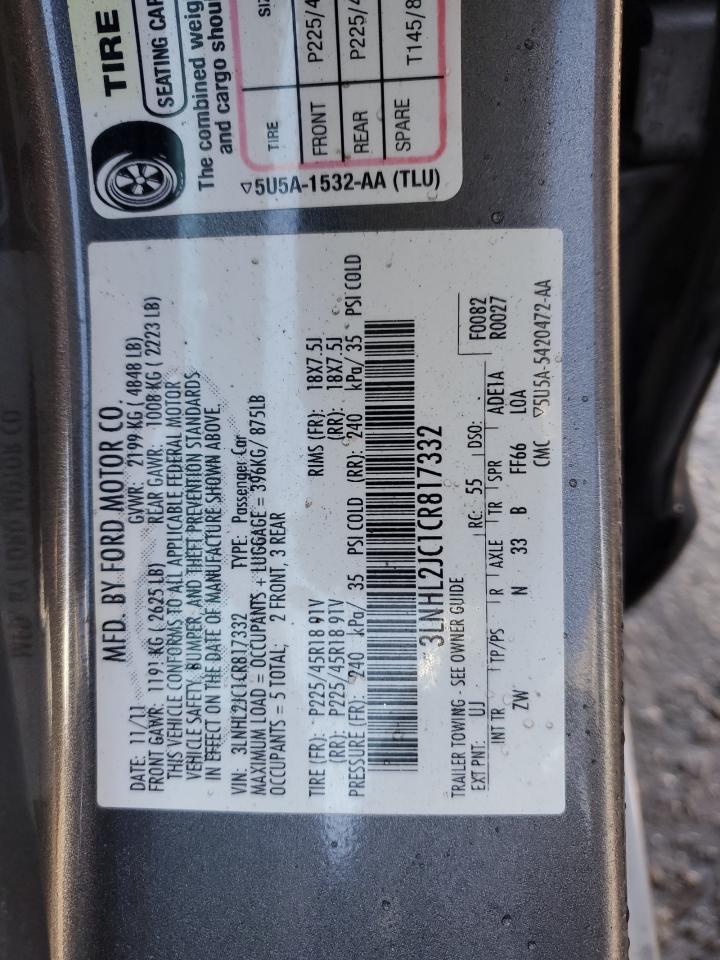 TIRE
SEATING CAP
The combined weig
and cargo shou
TIRE SIZ
FRONT P225/4
REAR P225/4
SPARE T145/8
5U5A-1532-AA (TLU)
MFD. BY FORD MOTOR CO.
DATE: 11/11 GVWR: 2199 KG ( 4848 LB)
FRONT GAWR: 1191 KG ( 2625 LB) REAR GAWR: 1008 KG ( 2223 LB)
THIS VEHICLE CONFORMS TO ALL APPLICABLE FEDERAL MOTOR
VEHICLE SAFETY, BUMPER, AND THEFT PREVENTION STANDARDS
IN EFFECT ON THE DATE OF MANUFACTURE SHOWN ABOVE.
VIN: 3LNHL2JC1CR817332 TYPE: Passenger Car
MAXIMUM LOAD = OCCUPANTS + LUGGAGE = 396KG/ 875LB
OCCUPANTS = 5 TOTAL; 2 FRONT, 3 REAR
TIRE (FR): P225/45R18 91V RIMS (FR): 18X7.5J
(RR): P225/45R18 91V (RR): 18X7.5J
PRESSURE (FR): 240 kPa/ 35 PSI COLD (RR): 240 kPa/ 35 PSI COLD
3LNHL2JC1CR817332
TRAILER TOWING - SEE OWNER GUIDE
EXT PNT: UJ RC: 55 DSO: F0082
R0027
INT TR TP/PS R AXLE TR SPR ADE1A
ZW N 33 B FF66 LOA
CMC 5U5A-5420472-AA